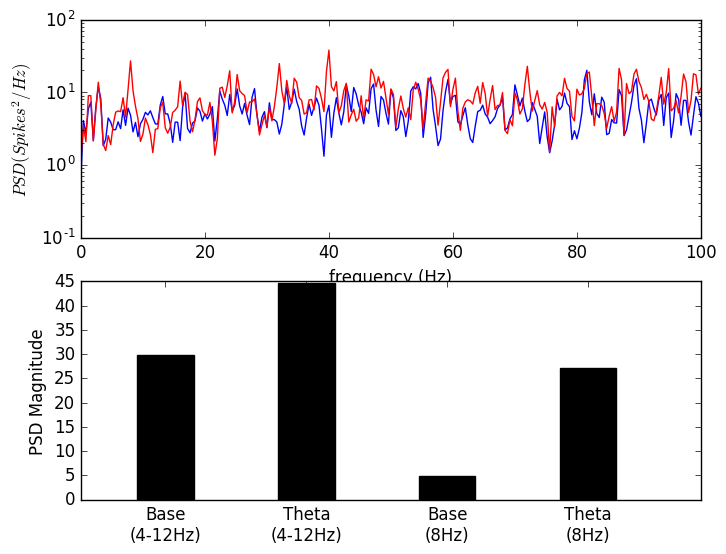 10^2
10^1
10^0
10^-1
PSD(Spikes^2/Hz)
0 20 40 60 80 100
frequency (Hz)
45
40
35
30
25
20
15
10
5
0
PSD Magnitude
Base Theta Base Theta
(4-12Hz) (4-12Hz) (8Hz) (8Hz)